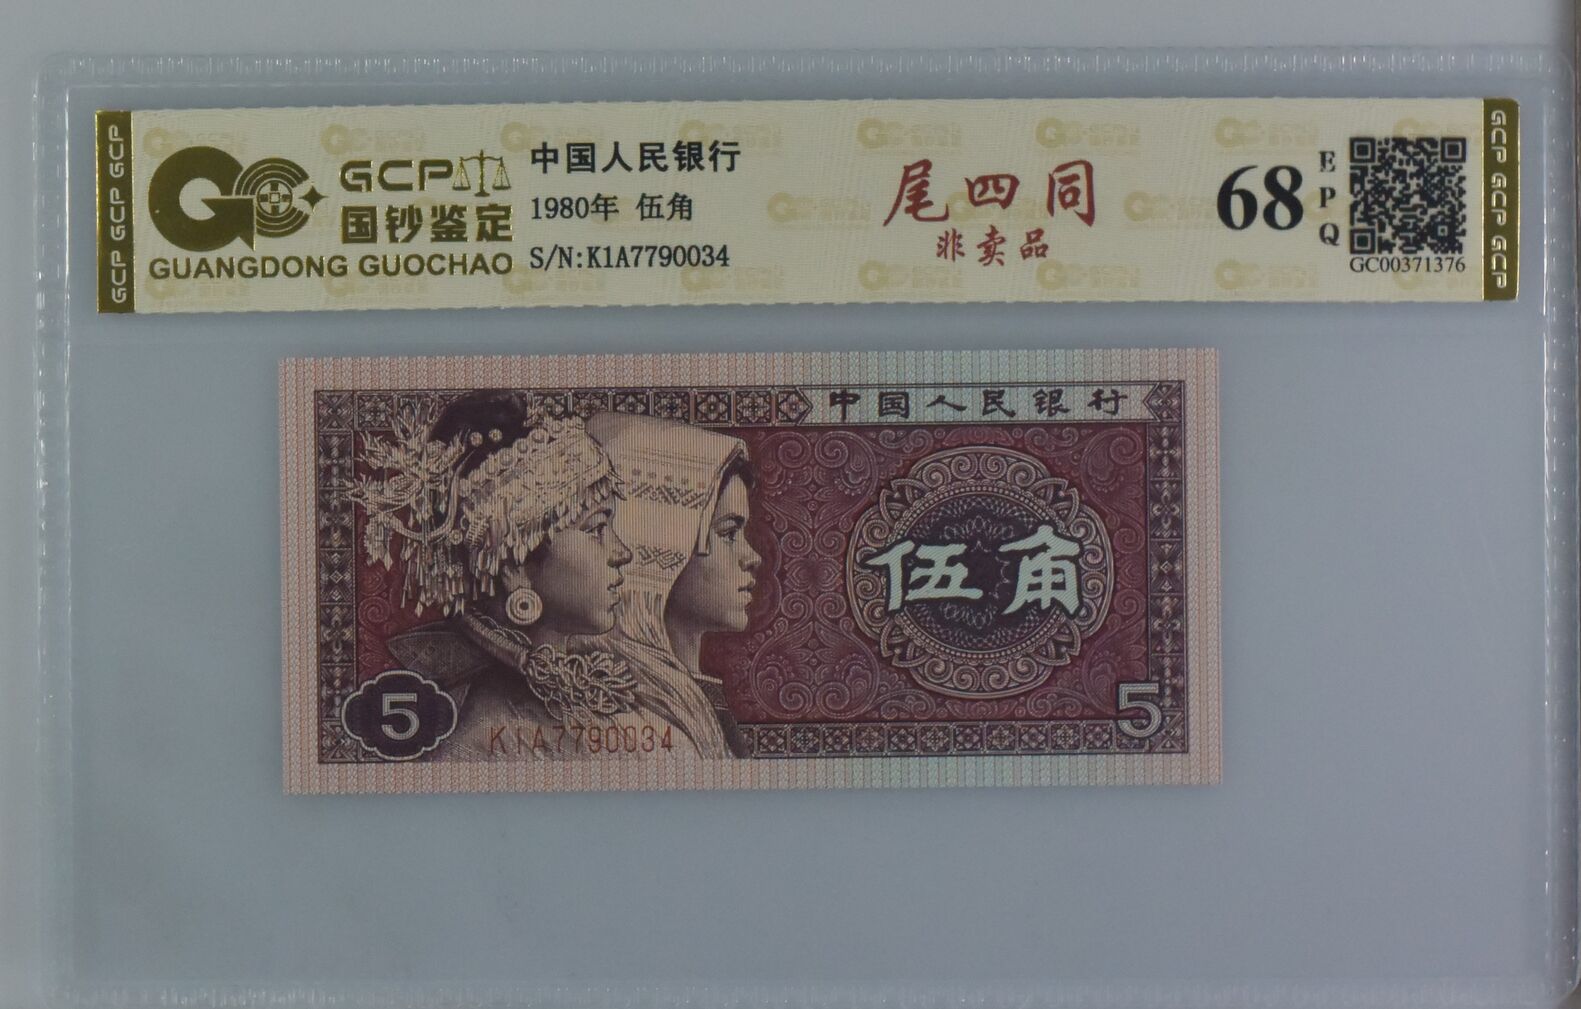 GCP GCP GCP
GCP
国钞鉴定
GUANGDONG GUOCHAO
中国人民银行
1980年 伍角
S/N:K1A7790034
尾四同
非卖品
68
EPQ
GC00371376
GCP GCP GCP
中国人民银行
伍角
5
5
K1A7790034